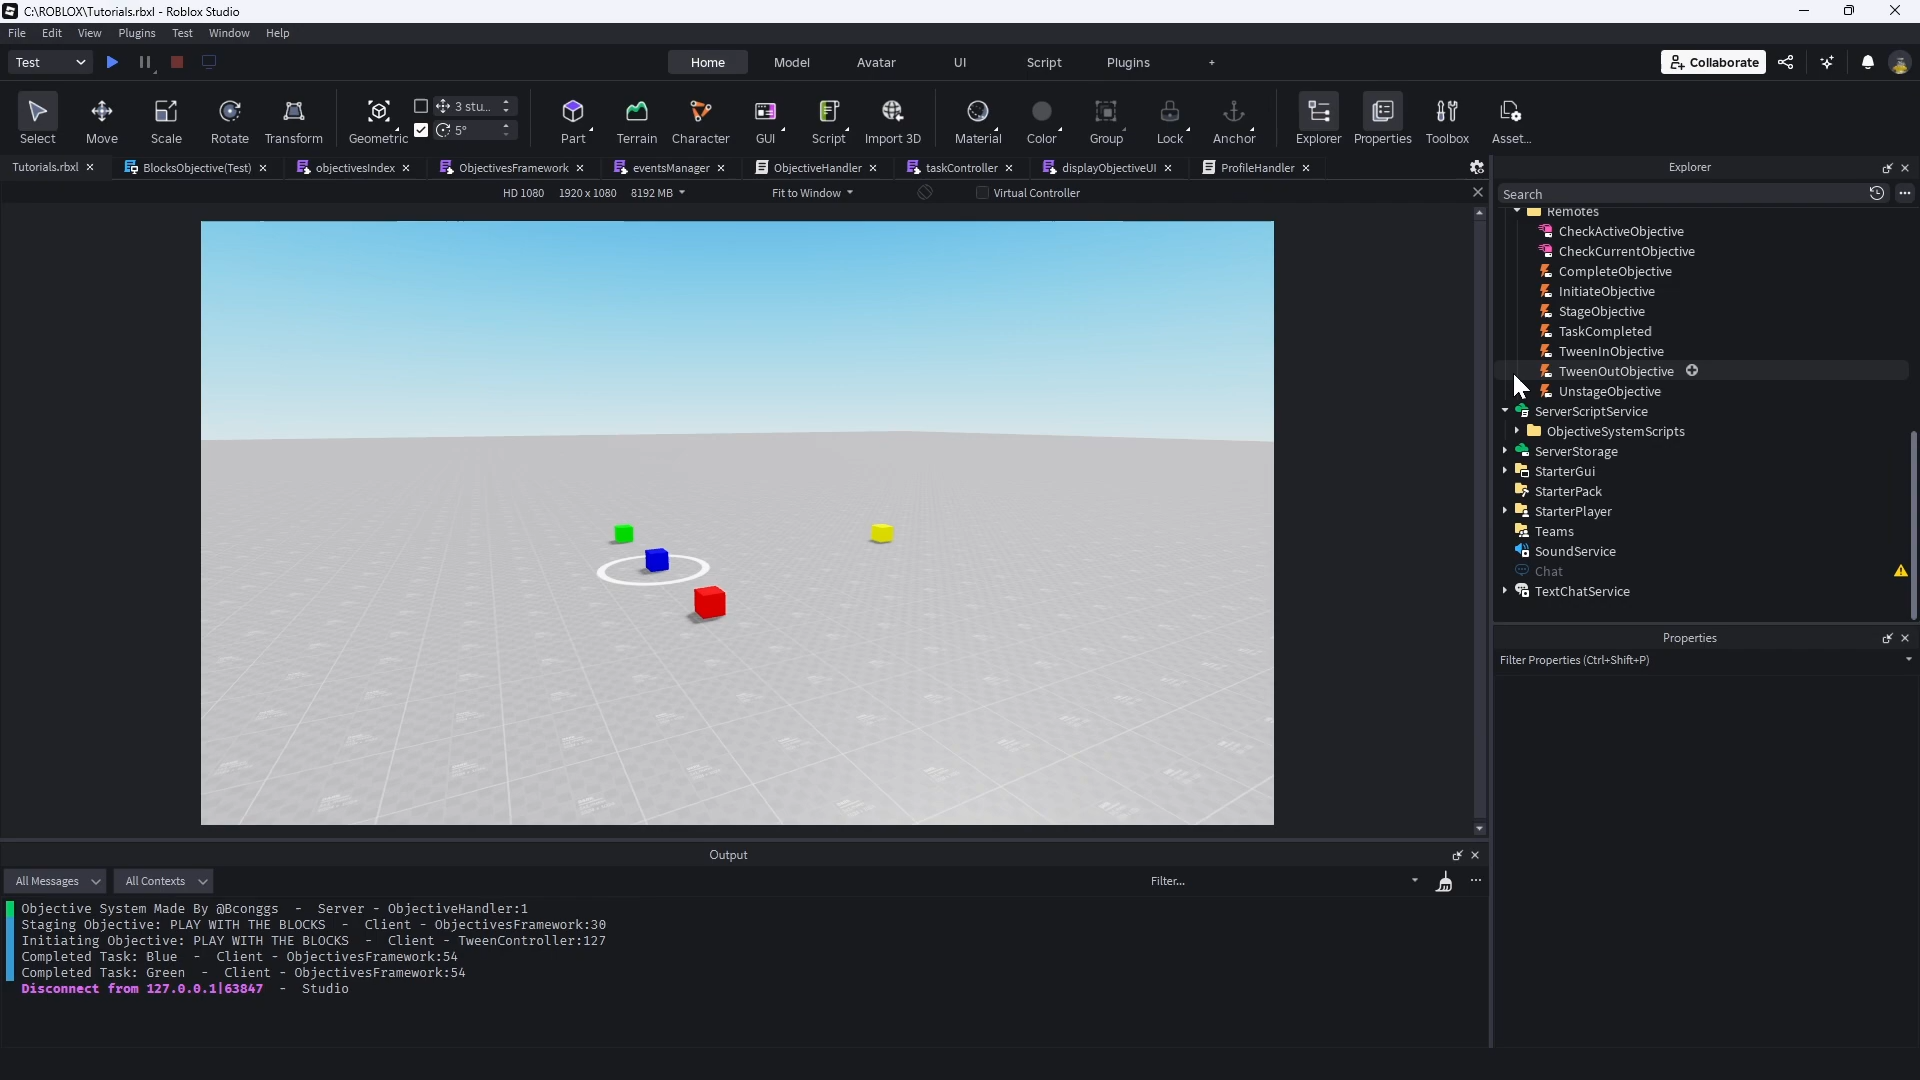 C:\ROBLOX\Tutorials.rbxl - Roblox Studio
File Edit View Plugins Test Window Help
Test Home Model Avatar UI Script Plugins + Collaborate
3 stu...
5°
Select Move Scale Rotate Transform Geometric Part Terrain Character GUI Script Import 3D Material Color Group Lock Anchor Explorer Properties Toolbox Asset...
Tutorials.rbxl BlocksObjective(Test) objectivesIndex ObjectivesFramework eventsManager ObjectiveHandler taskController displayObjectiveUI ProfileHandler
HD 1080 1920 x 1080 8192 MB Fit to Window Virtual Controller
Explorer
Search
Remotes
CheckActiveObjective
CheckCurrentObjective
CompleteObjective
InitiateObjective
StageObjective
TaskCompleted
TweenInObjective
TweenOutObjective
UnstageObjective
ServerScriptService
ObjectiveSystemScripts
ServerStorage
StarterGui
StarterPack
StarterPlayer
Teams
SoundService
Chat
TextChatService
Properties
Filter Properties (Ctrl+Shift+P)
Output
All Messages All Contexts Filter...
Objective System Made By @Bconggs - Server - ObjectiveHandler:1
Staging Objective: PLAY WITH THE BLOCKS - Client - ObjectivesFramework:30
Initiating Objective: PLAY WITH THE BLOCKS - Client - TweenController:127
Completed Task: Blue - Client - ObjectivesFramework:54
Completed Task: Green - Client - ObjectivesFramework:54
Disconnect from 127.0.0.1|63847 - Studio